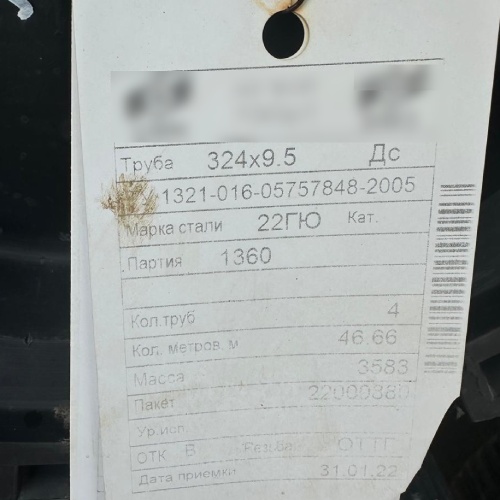 Труба 324х9.5 Дс
1321-016-05757848-2005
Марка стали 22ГЮ Кат.
Партия 1360
Кол.труб 4
Кол. метров, м 46.66
Масса 3583
Пакет
Ур.исп.
ОТК В
Дата приемки 31.01.22